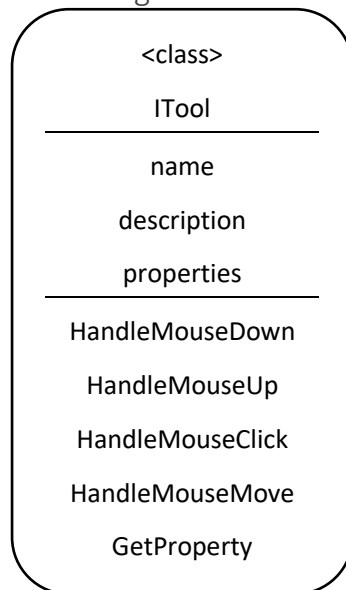 <class>
ITool
name
description
properties
HandleMouseDown
HandleMouseUp
HandleMouseClick
HandleMouseMove
GetProperty